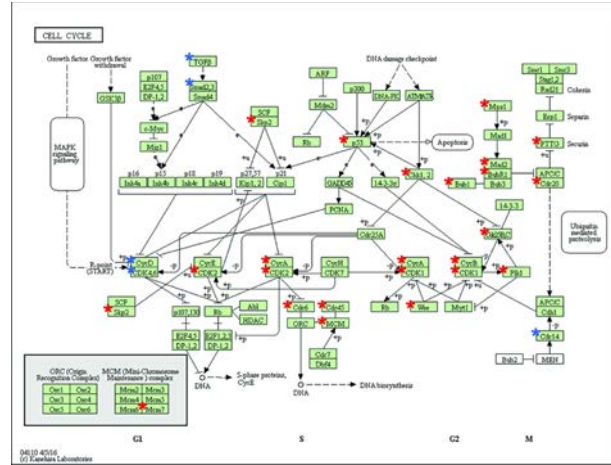 CELL CYCLE
Growth factor
Growth factor
withdrawal
TGFβ
DNA damage checkpoint
GSK3β
p107
E2F4,5
DP-1,2
Smad2,3
Smad4
c-Myc
Miz1
SCF
Skp2
ARF
Mdm2
Rb
p300
DNA-PK
ATM/ATR
p53
Apoptosis
Mps1
Mad1
Mad2
BubR1
Bub3
Bub1
Smc1
Smc3
Stag1,2
Rad21
Cohesin
Esp1
Separin
PTTG
Securin
APC/C
Cdc20
MAPK
signaling
pathway
p16
p15
p18
p19
p27,57
p21
Ink4a
Ink4b
Ink4c
Ink4d
Kip1, 2
Cip1
GADD45
14-3-3σ
Chk1, 2
PCNA
Cdc25A
14-3-3
Cdc25B,C
Ubiquitin
mediated
proteolysis
R-point
(START)
CycD
CDK4,6
CycE
CDK2
CycA
CDK2
CycH
CDK7
CycA
CDK1
CycB
CDK1
Plk1
SCF
Skp2
p107,130
E2F4,5
DP-1,2
Rb
E2F1,2,3
DP-1,2
Abl
HDAC
Cdc6
Cdc45
ORC
MCM
Cdc7
Dbf4
Rb
Wee
Myt1
APC/C
Cdh1
Cdc14
Bub2
MEN
DNA
S-phase proteins,
CycE
DNA
DNA biosynthesis
ORC (Origin
Recognition Complex)
MCM (Mini-Chromosome
Maintenance) complex
Orc1
Orc2
Mcm2
Mcm3
Orc3
Orc4
Mcm4
Mcm5
Orc5
Orc6
Mcm6
Mcm7
G1
S
G2
M
04110 4/5/16
(c) Kanehisa Laboratories